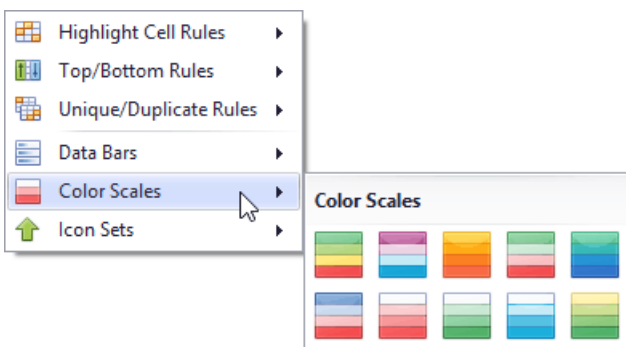 Highlight Cell Rules
Top/Bottom Rules
Unique/Duplicate Rules
Data Bars
Color Scales
Icon Sets
Color Scales